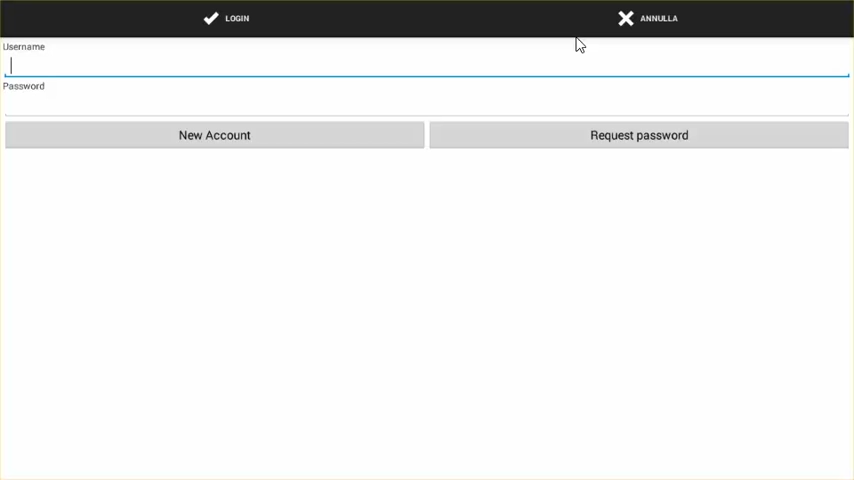 LOGIN
ANNULLA
Username
Password
New Account
Request password